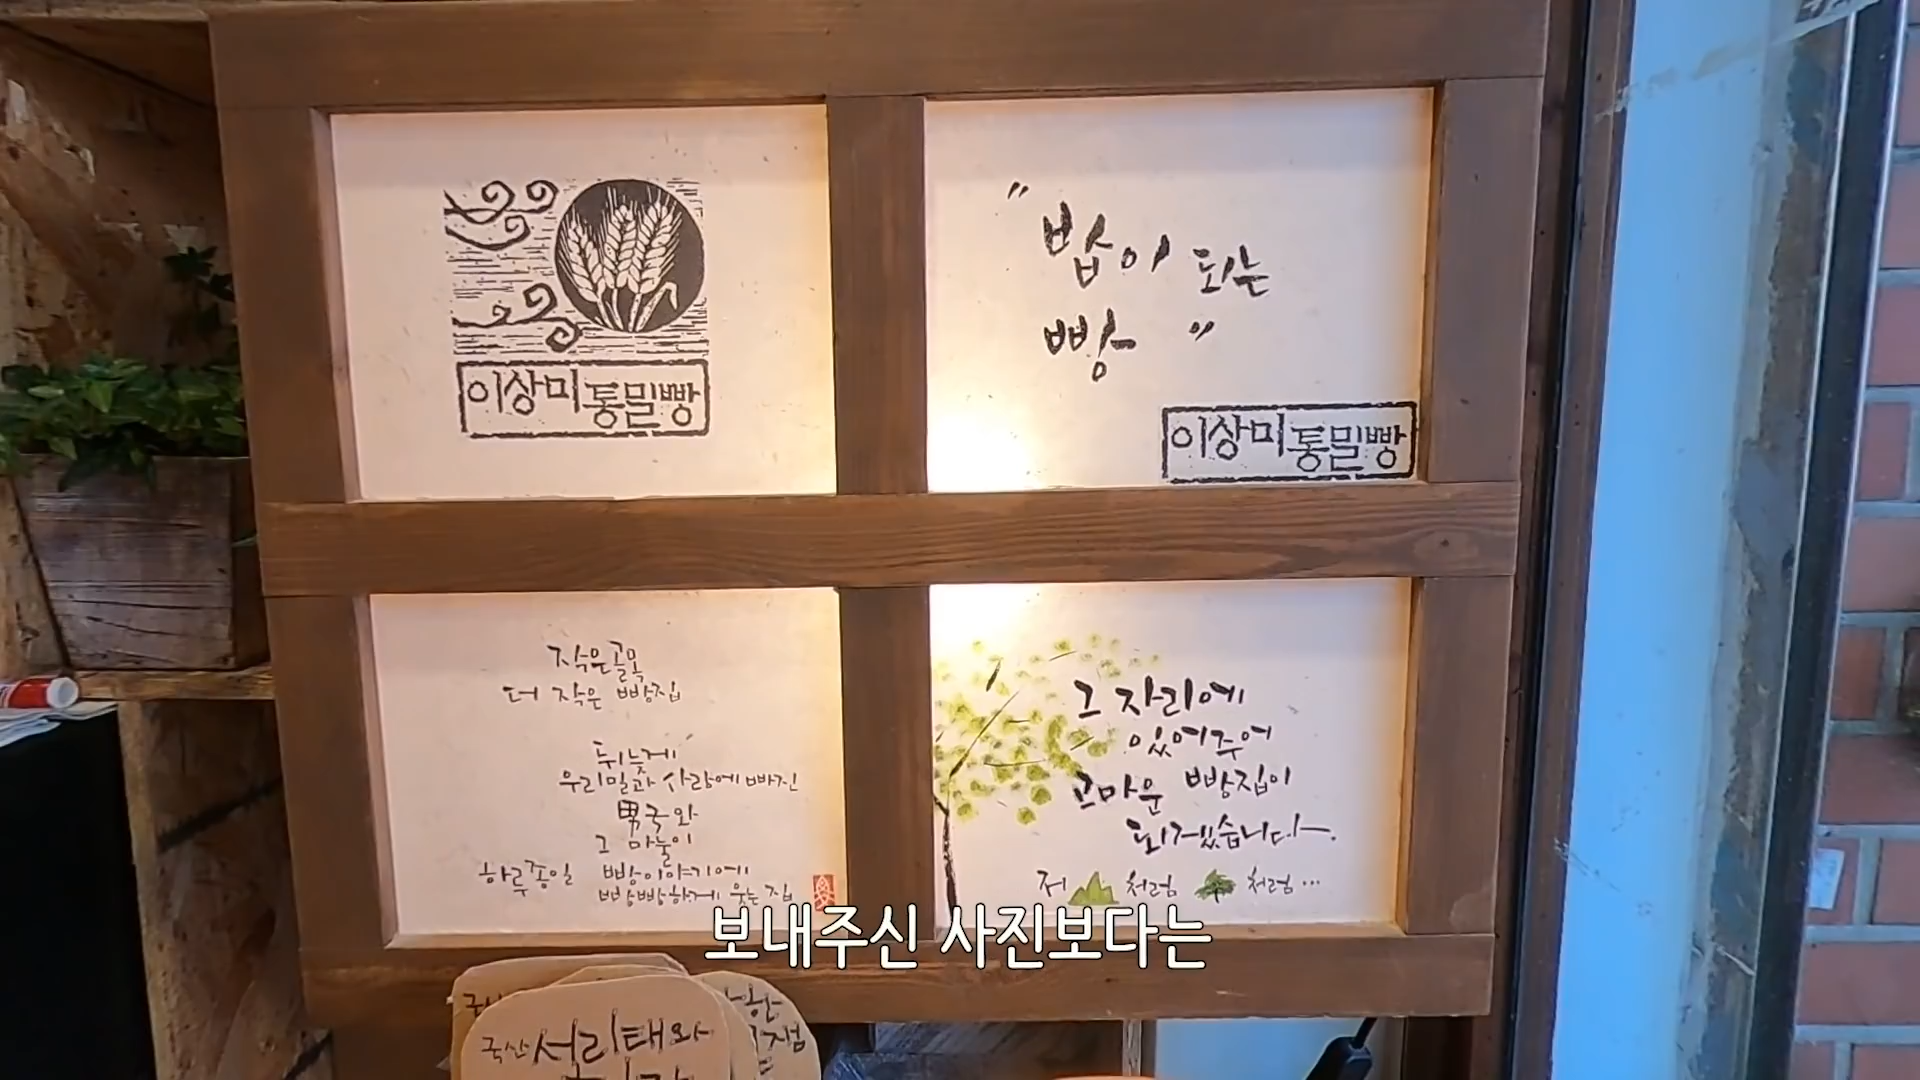 이상미통밀빵
"밥이 되는
빵"
이상미통밀빵
작은골목
더 작은 빵집
뒤늦게
우리밀과 사랑에 빠진
男국와
그 마눌이
하루종일 빵이야기에
빵빵하게 웃는 집
그 자리에
있어주어
고마운 빵집이
되겠습니다.
저 처럼 처럼...
보내주신 사진보다는
국산 서리태와